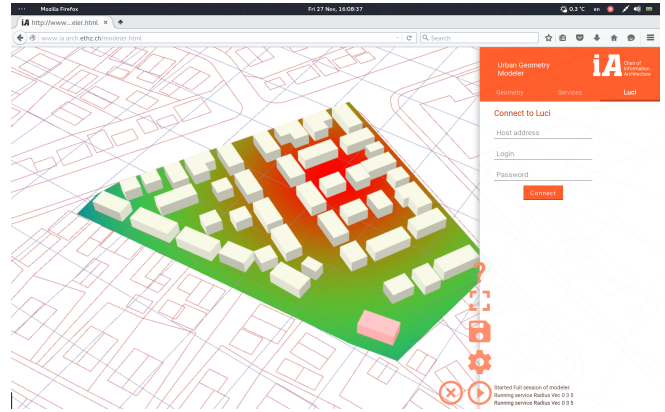 Mozilla Firefox
Fri 27 Nov, 16:08:37
0.3 °C
en
iA http://www...eler.html
www.ia.arch.ethz.ch/modeler.html
Search
Urban Geometry
Modeler
iA
Chair of
Information
Architecture
Geometry
Services
Luci
Connect to Luci
Host address
Login
Password
Connect
?
Started Full session of modeler.
Running service Radius Vec 0 3 5
Running service Radius Vec 0 3 5